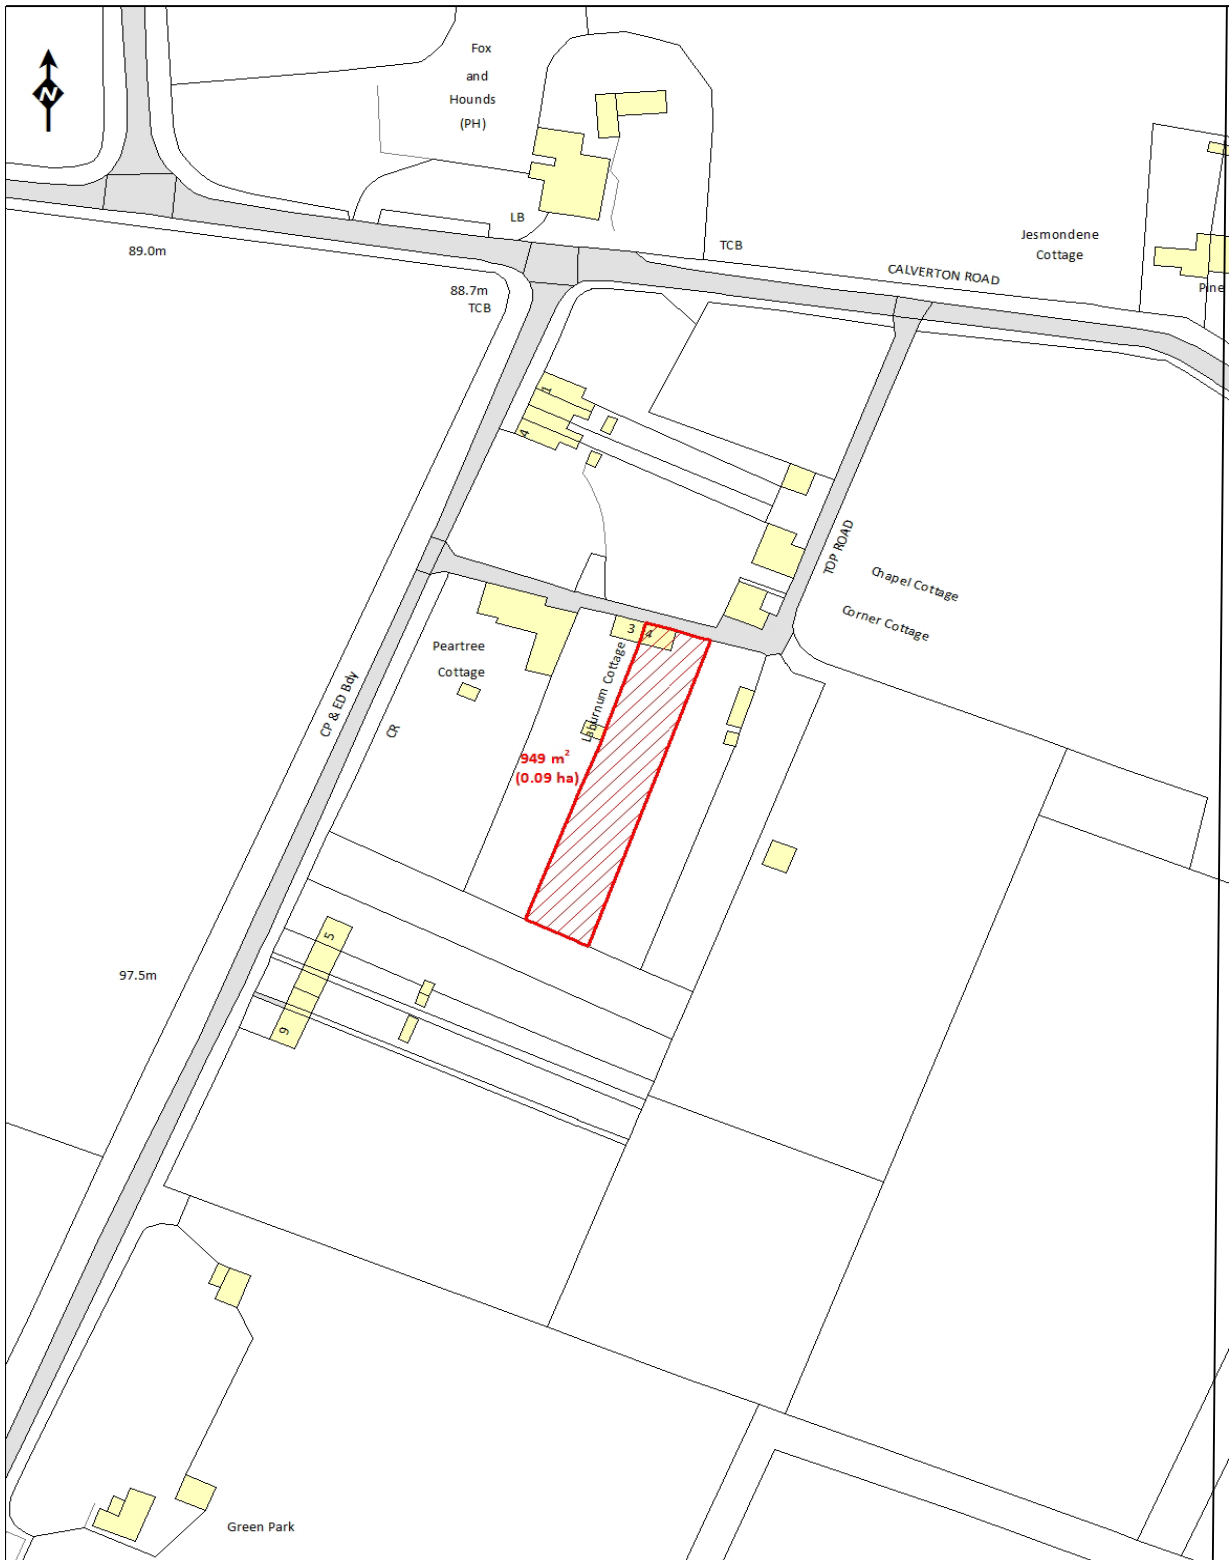 Fox
and
Hounds
(PH)
N
LB
TCB
Jesmondene
Cottage
89.0m
CALVERTON ROAD
88.7m
TCB
Pine
1
4
TOP ROAD
Chapel Cottage
Corner Cottage
3
4
Peartree
Cottage
Laburnum Cottage
CP & ED Bdy
CR
949 m²
(0.09 ha)
5
97.5m
9
Green Park